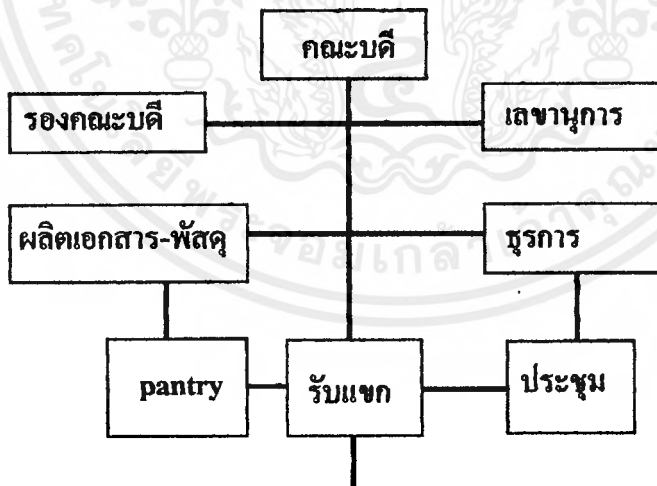 คณะบดี
รองคณะบดี
เลขานุการ
ผลิตเอกสาร-พัสดุ
ธุรการ
pantry
รับแขก
ประชุม